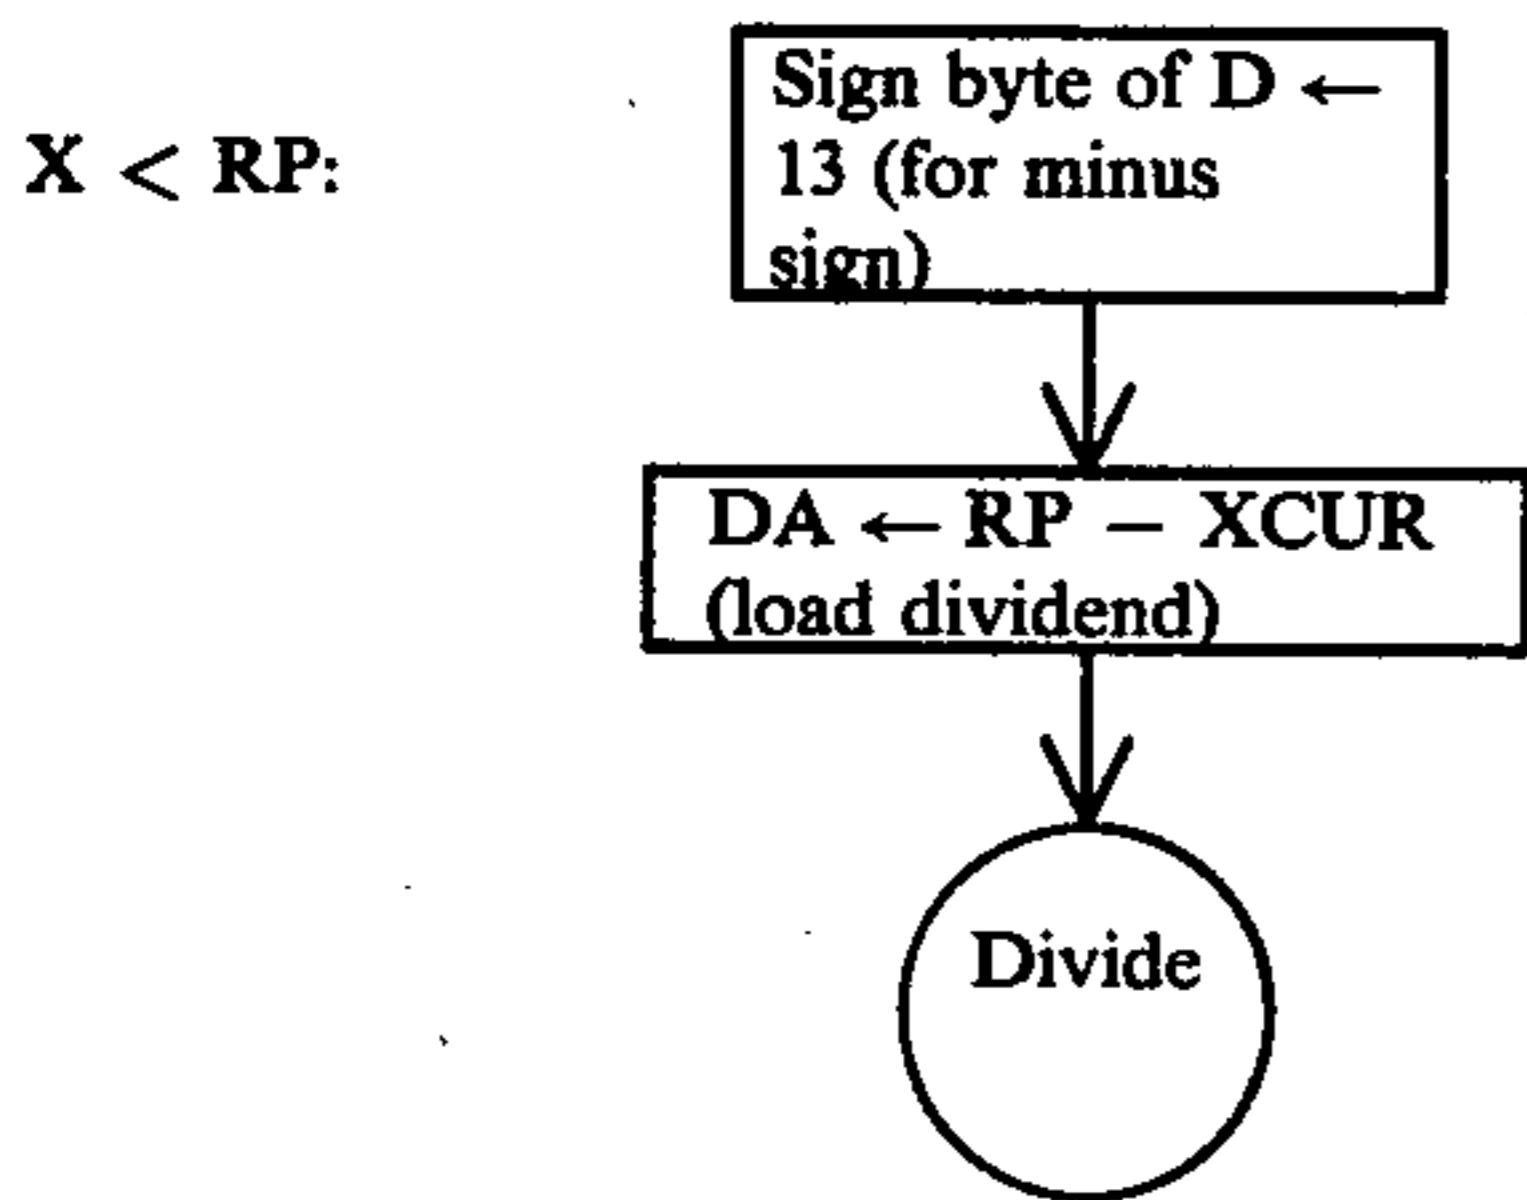 X < RP:
Sign byte of D ←
13 (for minus
sign)
DA ← RP − XCUR
(load dividend)
Divide